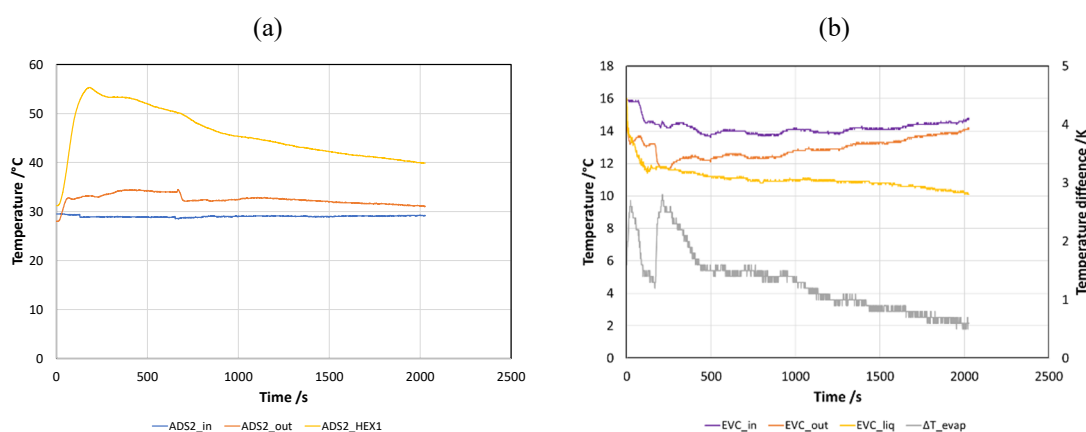 (a)
60
50
40
30
20
10
0
0 500 1000 1500 2000 2500
Temperature /°C
Time /s
ADS2_in ADS2_out ADS2_HEX1
(b)
18
16
14
12
10
8
6
4
2
0
0 500 1000 1500 2000 2500
Temperature /°C
5
4
3
2
1
0
Temperature diffeence /K
Time /s
EVC_in EVC_out EVC_liq ΔT_evap